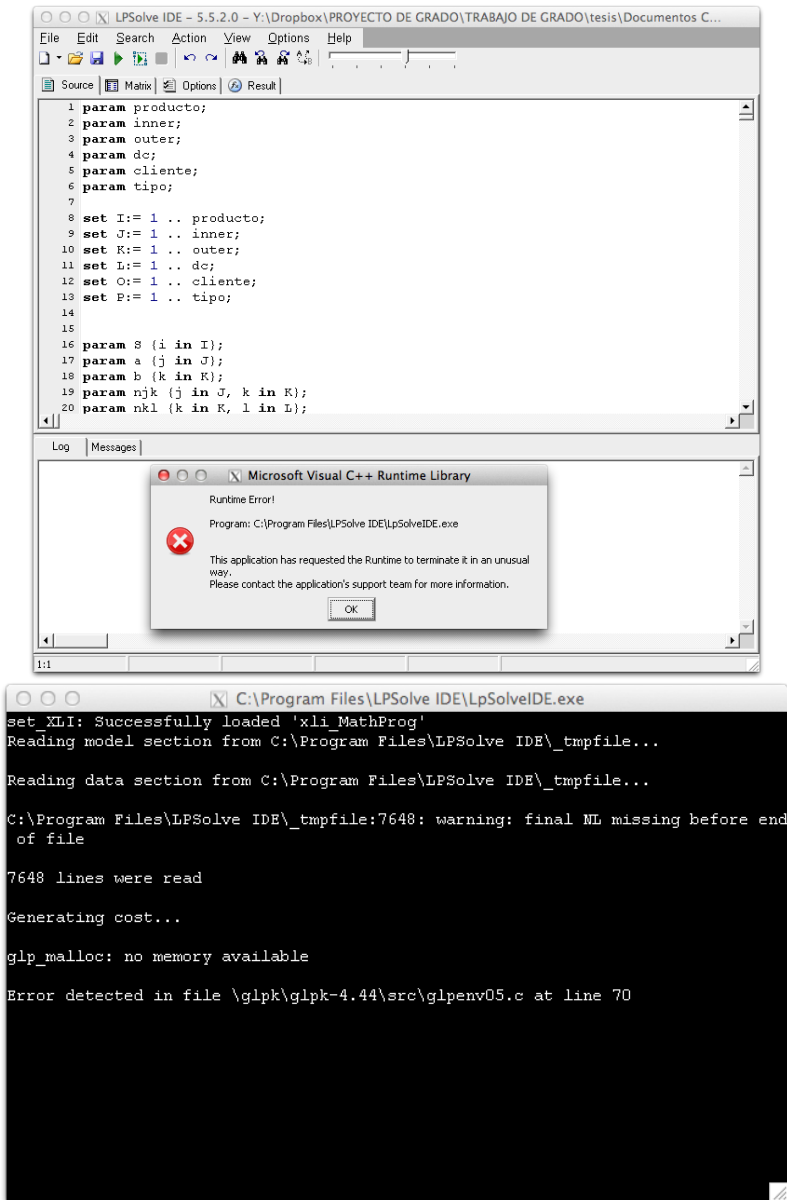 LPSolve IDE - 5.5.2.0 - Y:\Dropbox\PROYECTO DE GRADO\TRABAJO DE GRADO\tesis\Documentos C...
File Edit Search Action View Options Help
Source Matrix Options Result
1 param producto;
2 param inner;
3 param outer;
4 param dc;
5 param cliente;
6 param tipo;
7
8 set I:= 1 .. producto;
9 set J:= 1 .. inner;
10 set K:= 1 .. outer;
11 set L:= 1 .. dc;
12 set O:= 1 .. cliente;
13 set P:= 1 .. tipo;
14
15
16 param S {i in I};
17 param a {j in J};
18 param b {k in K};
19 param njk {j in J, k in K};
20 param nkl {k in K, l in L};
Log Messages
Microsoft Visual C++ Runtime Library
Runtime Error!
Program: C:\Program Files\LPSolve IDE\LpSolveIDE.exe
This application has requested the Runtime to terminate it in an unusual
way.
Please contact the application's support team for more information.
OK
1:1
C:\Program Files\LPSolve IDE\LpSolveIDE.exe
set_XLI: Successfully loaded 'xli_MathProg'
Reading model section from C:\Program Files\LPSolve IDE\_tmpfile...
Reading data section from C:\Program Files\LPSolve IDE\_tmpfile...
C:\Program Files\LPSolve IDE\_tmpfile:7648: warning: final NL missing before end
of file
7648 lines were read
Generating cost...
glp_malloc: no memory available
Error detected in file \glpk\glpk-4.44\src\glpenv05.c at line 70